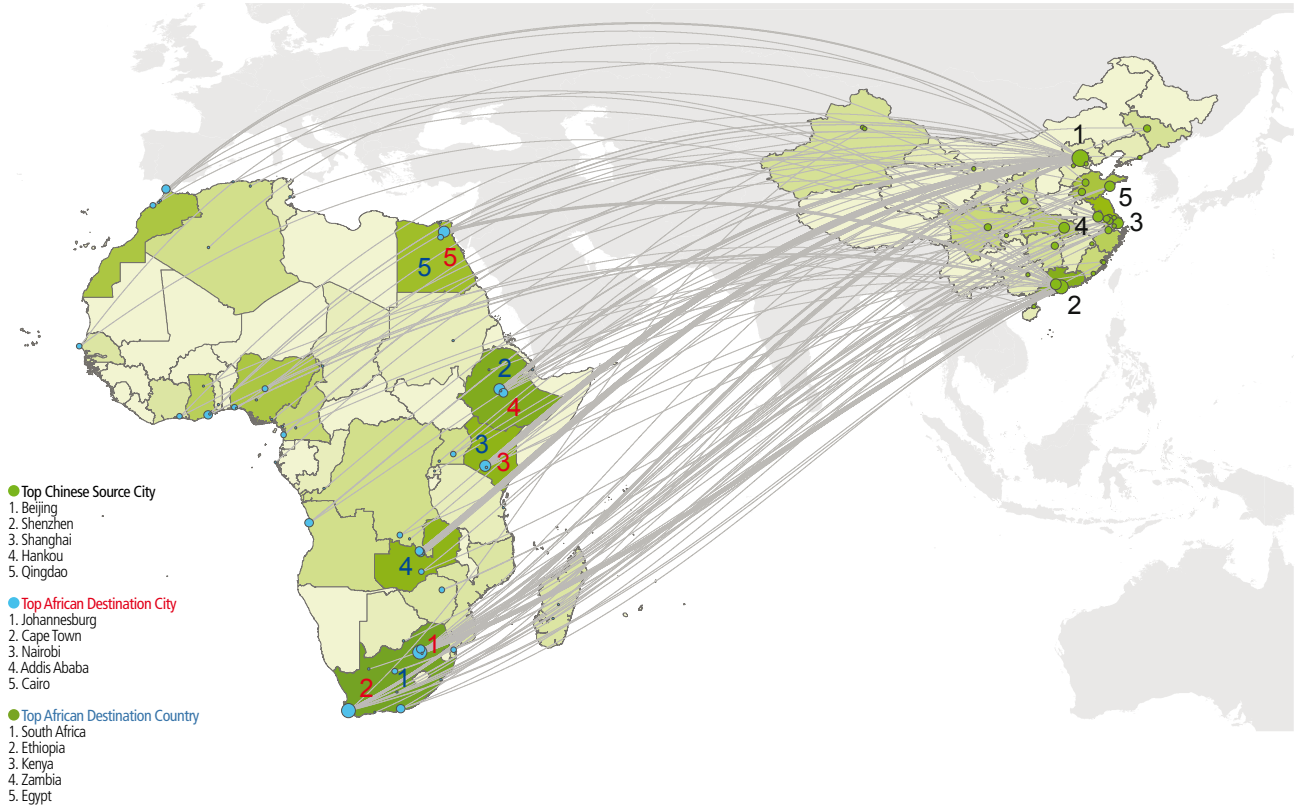 1
5
3
4
2
5
5
2
4
3
3
4
1
1
2
Top Chinese Source City
1. Beijing
2. Shenzhen
3. Shanghai
4. Hankou
5. Qingdao
Top African Destination City
1. Johannesburg
2. Cape Town
3. Nairobi
4. Addis Ababa
5. Cairo
Top African Destination Country
1. South Africa
2. Ethiopia
3. Kenya
4. Zambia
5. Egypt